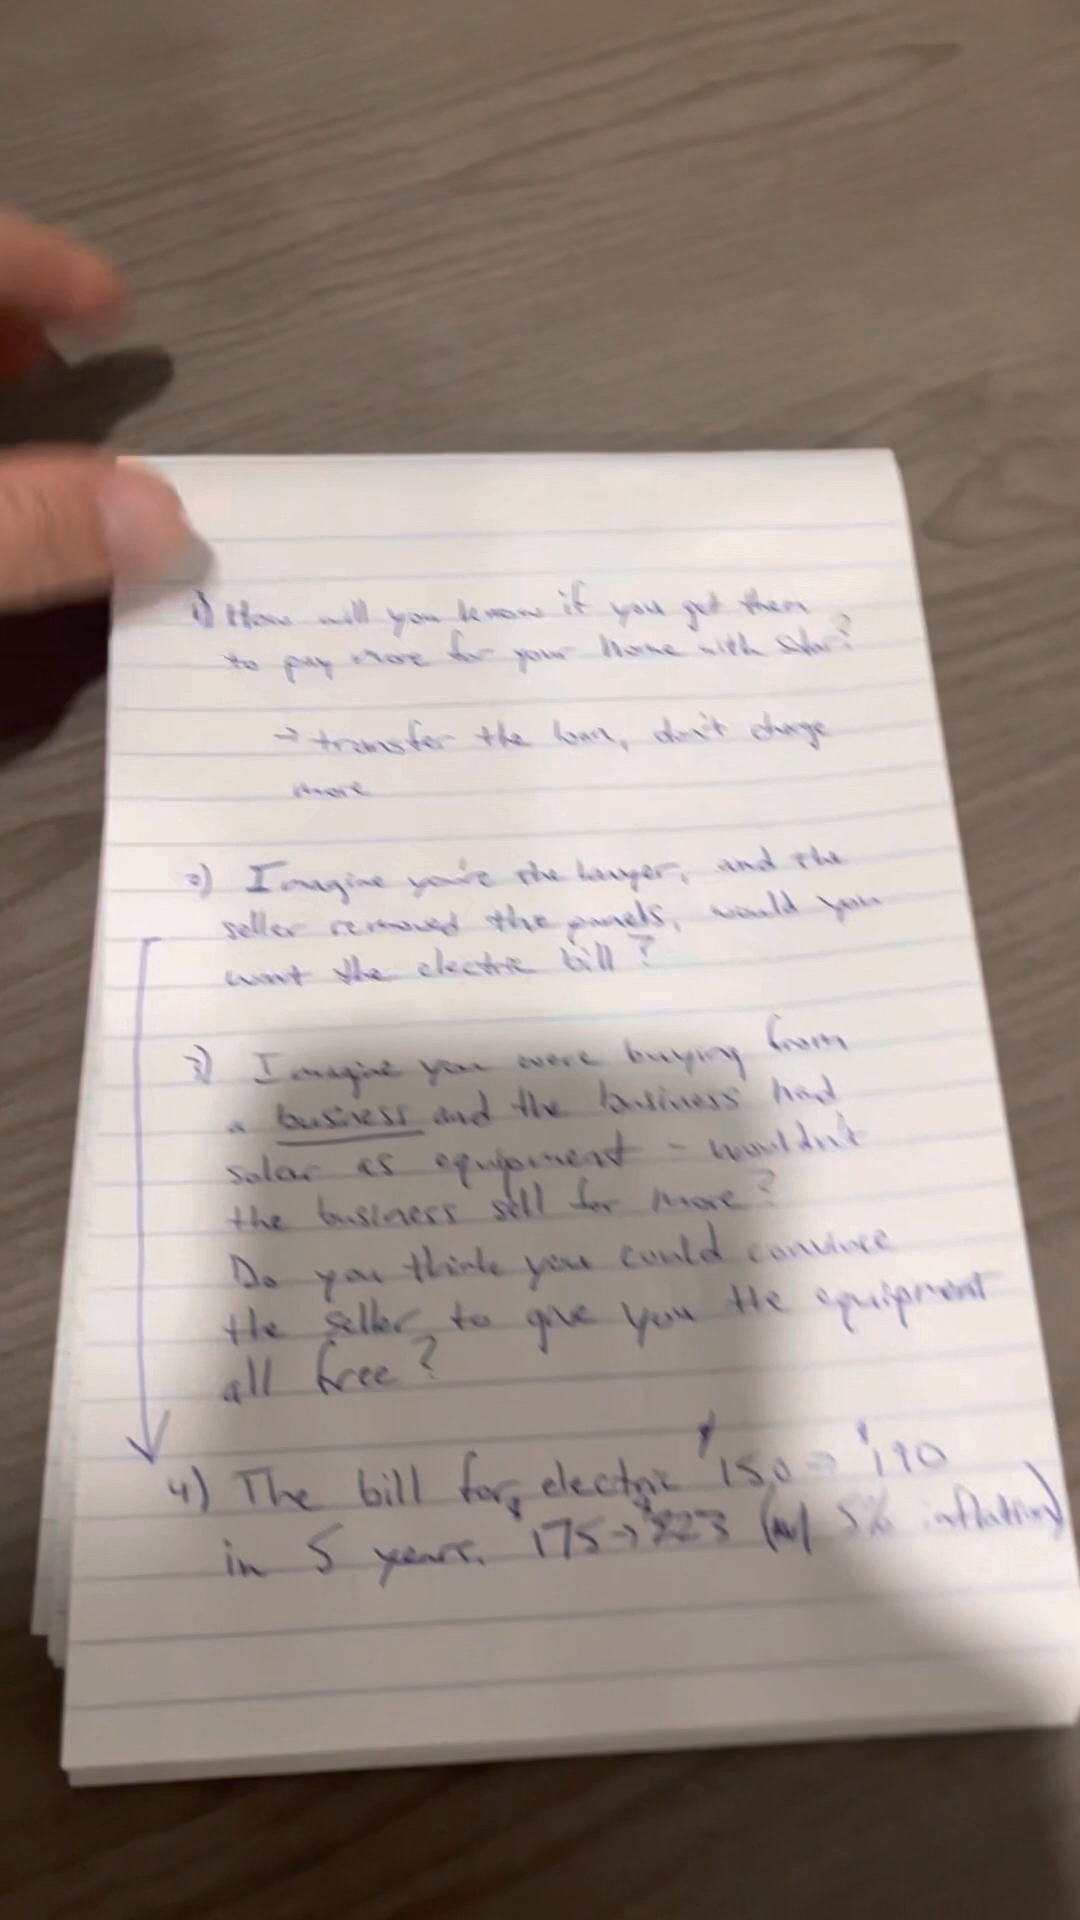 1) How will you know if you get them
to pay more for your home with solar?
→ transfer the loan, don't charge
more
2) Imagine you're the buyer, and the
seller removed the panels, would you
want the electric bill?
3) Imagine you were buying from
a business and the business had
solar as equipment - wouldn't
the business sell for more?
Do you think you could convince
the seller to give you the equipment
all free?
4) The bill for electric $150 → $190
in 5 years. $175 → $223 (w/ 5% inflation)